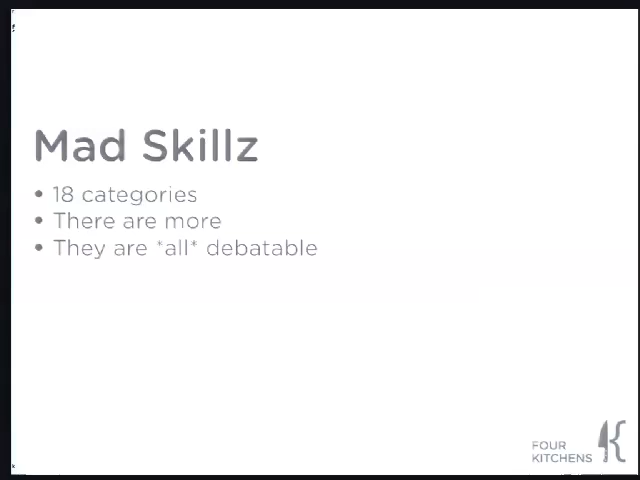 Mad Skillz
• 18 categories
• There are more
• They are *all* debatable
FOUR
KITCHENS